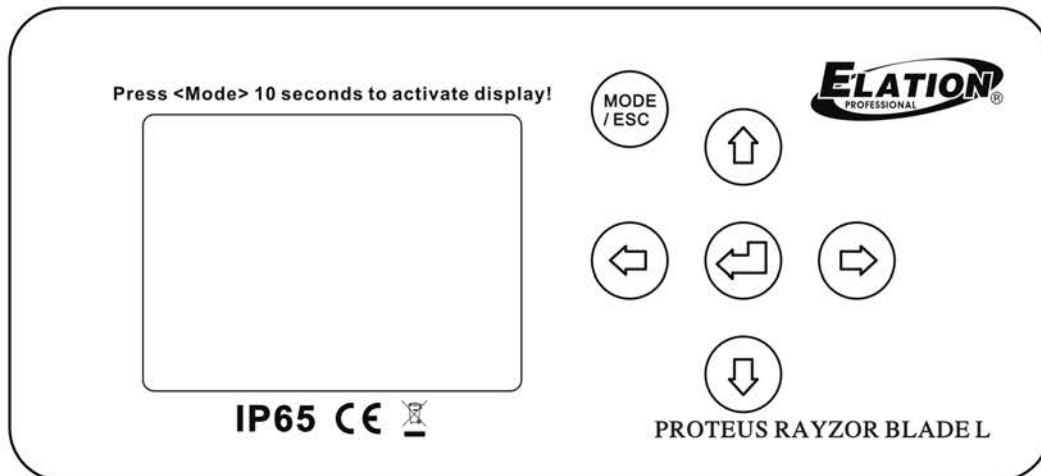 Press <Mode> 10 seconds to activate display!
MODE
/ ESC
ELATION®
PROFESSIONAL
IP65 CE
PROTEUS RAYZOR BLADE L